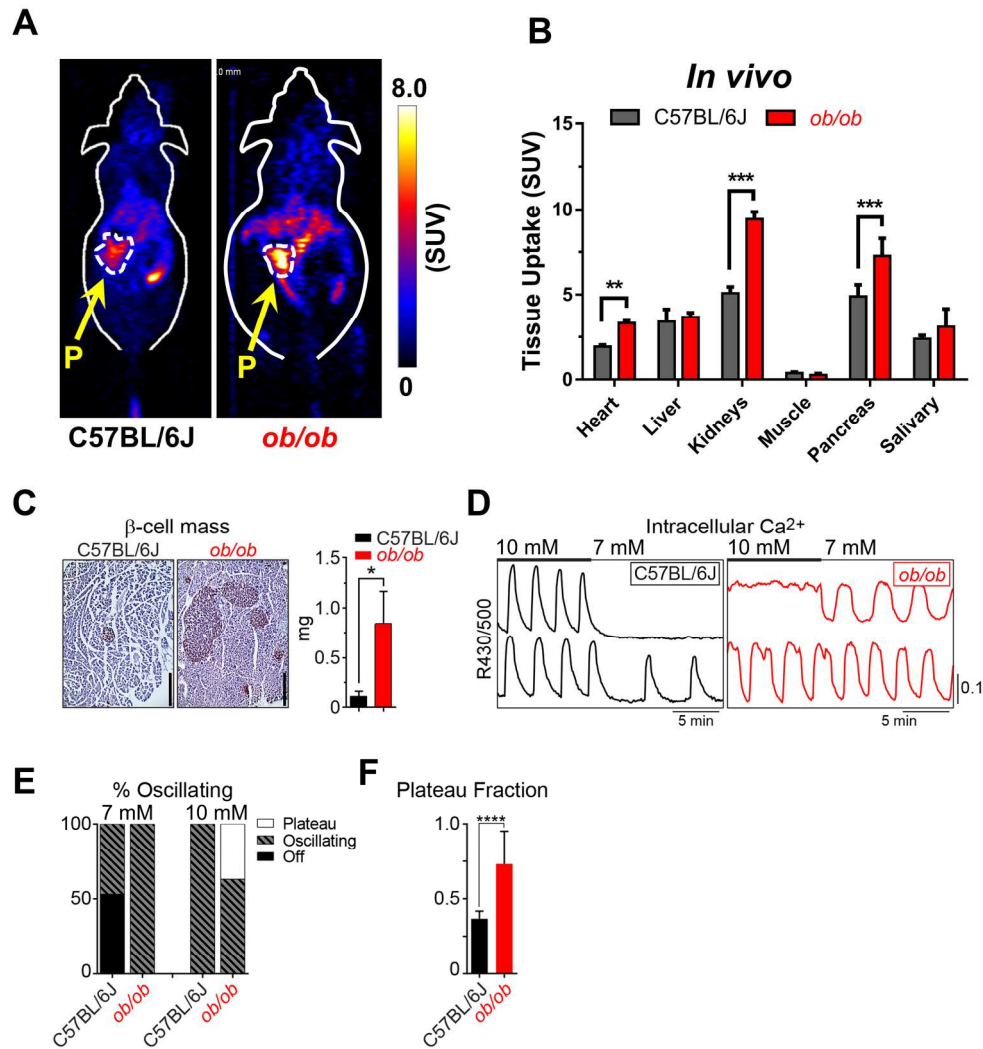 A
.0 mm
8.0
(SUV)
0
P
P
C57BL/6J
ob/ob
B
In vivo
C57BL/6J
ob/ob
Tissue Uptake (SUV)
15
10
5
0
**
***
***
Heart
Liver
Kidneys
Muscle
Pancreas
Salivary
C
β-cell mass
C57BL/6J
ob/ob
C57BL/6J
ob/ob
mg
1.5
1.0
0.5
0
*
D
Intracellular Ca²⁺
10 mM
7 mM
10 mM
7 mM
C57BL/6J
ob/ob
R430/500
0.1
5 min
5 min
E
% Oscillating
7 mM
10 mM
100
50
0
Plateau
Oscillating
Off
C57BL/6J
ob/ob
C57BL/6J
ob/ob
F
Plateau Fraction
1.0
0.5
0
****
C57BL/6J
ob/ob